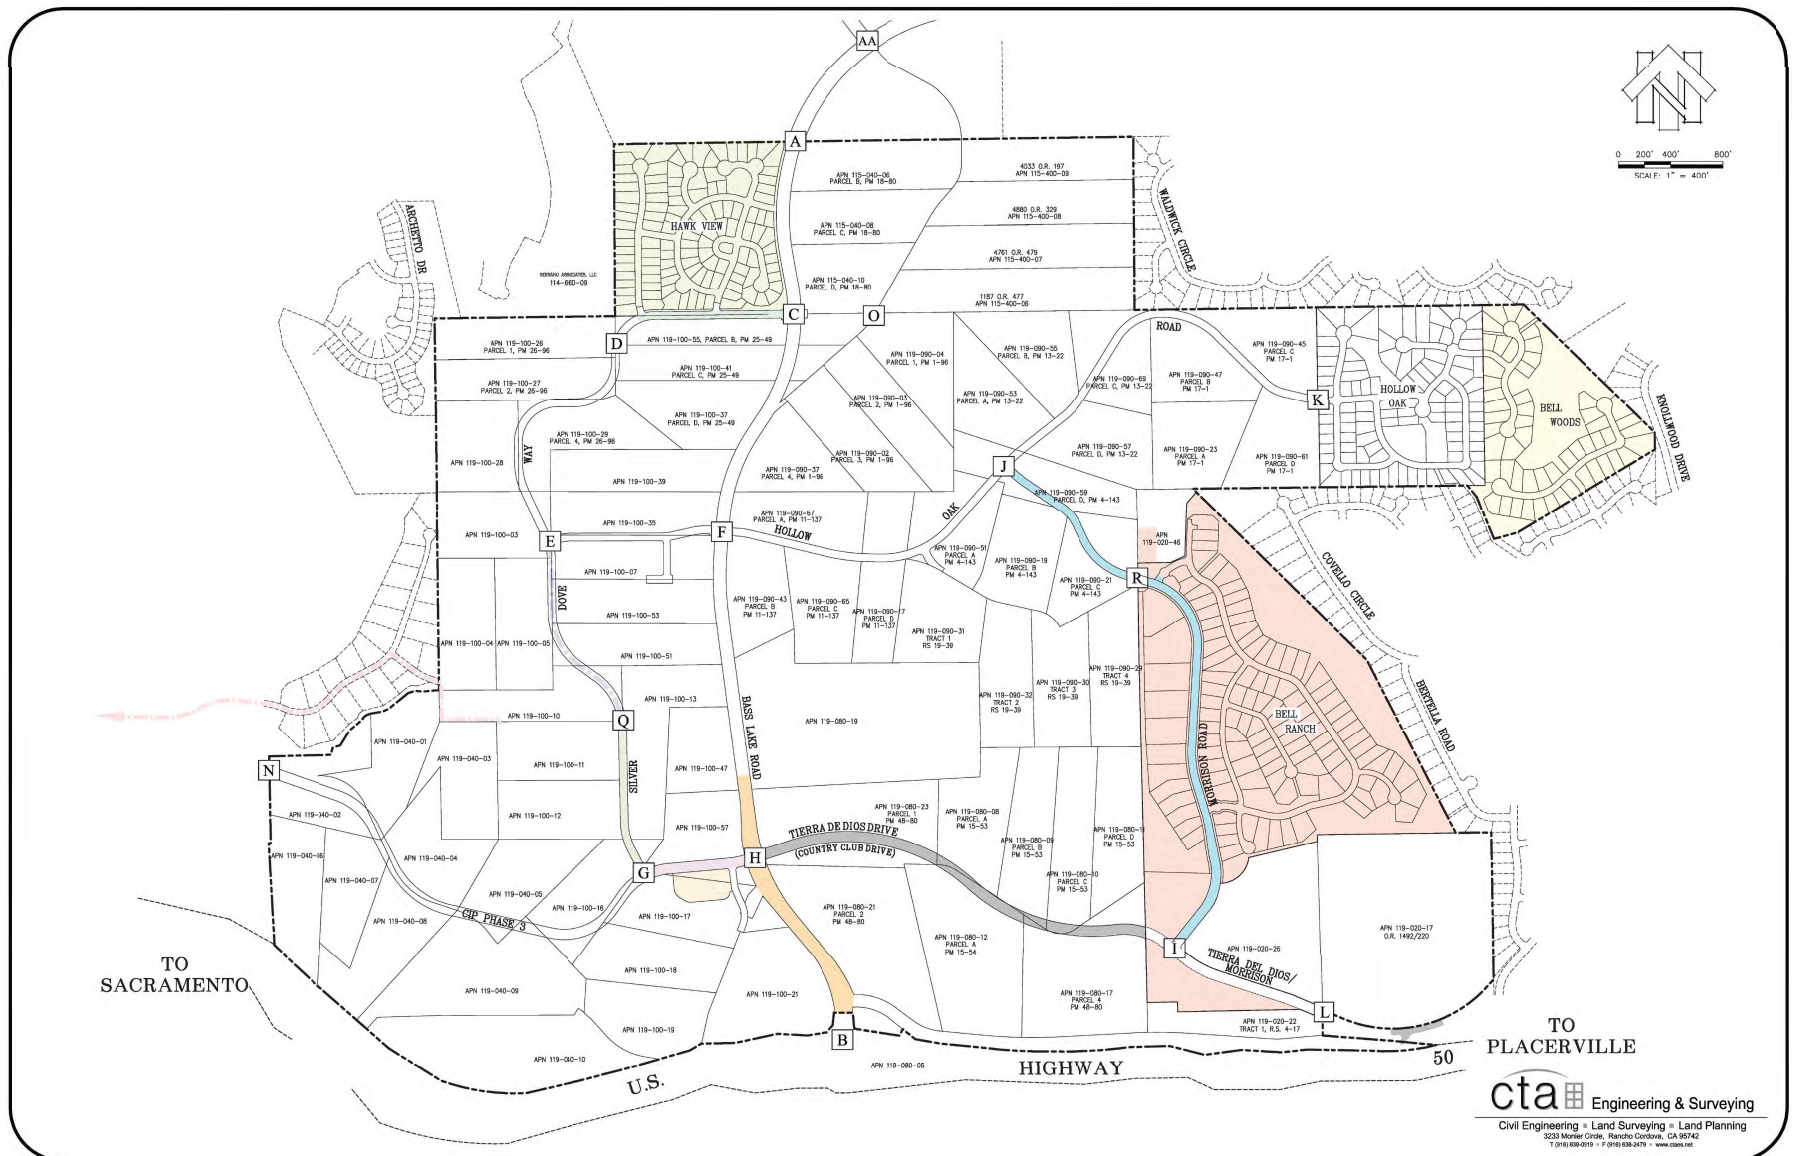 AA
0 200' 400' 800'
SCALE: 1" = 400'
A
4033 O.R. 197
APN 115-400-09
APN 115-040-06
PARCEL B, PM 18-80
WALDWICK CIRCLE
ARCHETTO DR
HAWK VIEW
4880 O.R. 329
APN 115-400-08
APN 115-040-08
PARCEL C, PM 18-80
4761 O.R. 479
APN 115-400-07
114-660-09
APN 115-040-10
PARCEL D, PM 18-80
1187 O.R. 477
APN 115-400-06
C
O
ROAD
D
APN 119-100-26
PARCEL 1, PM 26-96
APN 119-100-55, PARCEL B, PM 25-49
APN 119-090-04
PARCEL 1, PM 1-96
APN 119-090-55
PARCEL B, PM 13-22
APN 119-090-45
PARCEL C
PM 17-1
APN 119-100-41
PARCEL C, PM 25-49
APN 119-100-27
PARCEL 2, PM 26-96
APN 119-090-69
PARCEL C, PM 13-22
APN 119-090-47
PARCEL B
PM 17-1
HOLLOW
OAK
K
APN 119-090-03
PARCEL 2, PM 1-96
APN 119-090-53
PARCEL A, PM 13-22
BELL
WOODS
KNOLLWOOD DRIVE
APN 119-100-37
PARCEL D, PM 25-49
APN 119-100-29
PARCEL 4, PM 26-96
WAY
APN 119-090-02
PARCEL 3, PM 1-96
APN 119-090-57
PARCEL D, PM 13-22
APN 119-090-23
PARCEL A
PM 17-1
APN 119-090-61
PARCEL D
PM 17-1
APN 119-100-28
J
APN 119-090-37
PARCEL 4, PM 1-96
APN 119-100-39
APN 119-090-59
PARCEL D, PM 4-143
APN 119-090-67
PARCEL A, PM 11-137
OAK
APN 119-100-35
APN 119-100-03
E
F
HOLLOW
APN
119-020-46
APN 119-090-51
PARCEL A
PM 4-143
APN 119-090-19
PARCEL B
PM 4-143
APN 119-090-21
PARCEL C
PM 4-143
R
COVELLO CIRCLE
APN 119-100-07
DOVE
APN 119-090-43
PARCEL B
PM 11-137
APN 119-090-65
PARCEL C
PM 11-137
APN 119-090-17
PARCEL D
PM 11-137
APN 119-100-53
APN 119-090-31
TRACT 1
RS 19-39
APN 119-100-04
APN 119-100-05
APN 119-100-51
APN 119-090-32
TRACT 2
RS 19-39
APN 119-090-30
TRACT 3
RS 19-39
APN 119-090-29
TRACT 4
RS 19-39
BERTELLA ROAD
APN 119-100-13
APN 119-100-10
Q
BASS LAKE ROAD
APN 119-080-19
BELL
RANCH
MORRISON ROAD
APN 119-040-01
APN 119-040-03
APN 119-100-11
SILVER
APN 119-100-47
N
APN 119-040-02
APN 119-100-12
APN 119-100-57
APN 119-080-23
PARCEL 1
PM 48-80
APN 119-080-08
PARCEL A
PM 15-53
TIERRA DE DIOS DRIVE
(COUNTRY CLUB DRIVE)
APN 119-080-09
PARCEL B
PM 15-53
PARCEL D
PM 15-53
APN 119-040-04
H
G
APN 119-040-07
APN 119-080-10
PARCEL C
PM 15-53
APN 119-040-05
APN 119-100-16
APN 119-100-17
APN 119-040-08
CIP PHASE 3
APN 119-080-21
PARCEL 2
PM 48-80
APN 119-080-12
PARCEL A
PM 15-54
APN 119-020-17
O.R. 1492/220
I
APN 119-020-26
TIERRA DEL DIOS/
MORRISON
TO
SACRAMENTO
APN 119-100-18
APN 119-040-09
APN 119-100-21
APN 119-080-17
PARCEL 4
PM 48-80
L
APN 119-100-19
APN 119-020-22
TRACT 1, R.S. 4-17
B
APN 119-040-10
APN 119-080-06
U.S.
HIGHWAY
50
TO
PLACERVILLE
cta Engineering & Surveying
Civil Engineering Land Surveying Land Planning
3233 Monier Circle, Rancho Cordova, CA 95742
T (916) 638-0919 F (916) 638-2479 www.ctaes.net